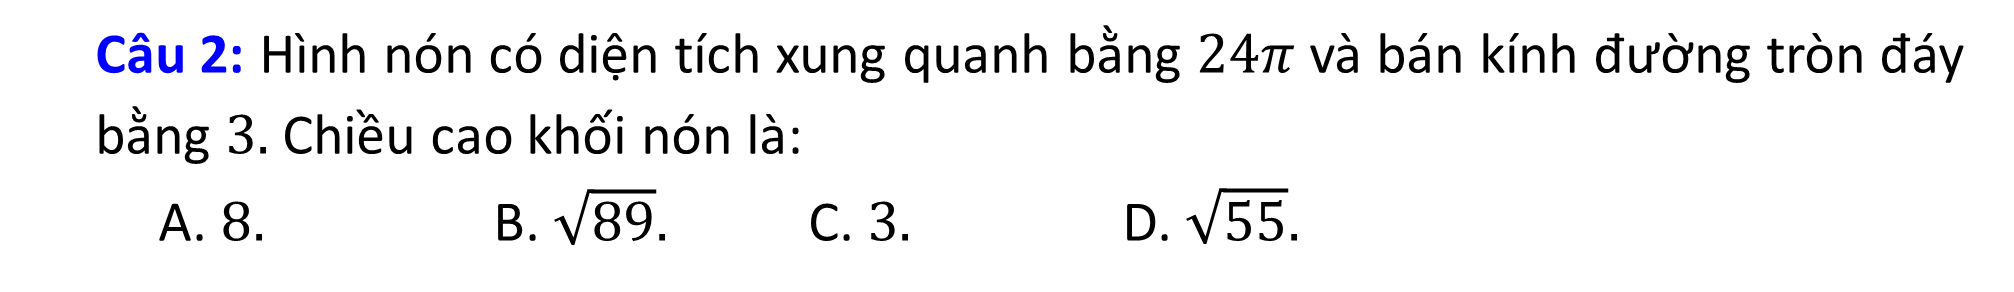 Câu 2: Hình nón có diện tích xung quanh bằng 24π và bán kính đường tròn đáy
bằng 3. Chiều cao khối nón là:
A. 8. B. √89. C. 3. D. √55.